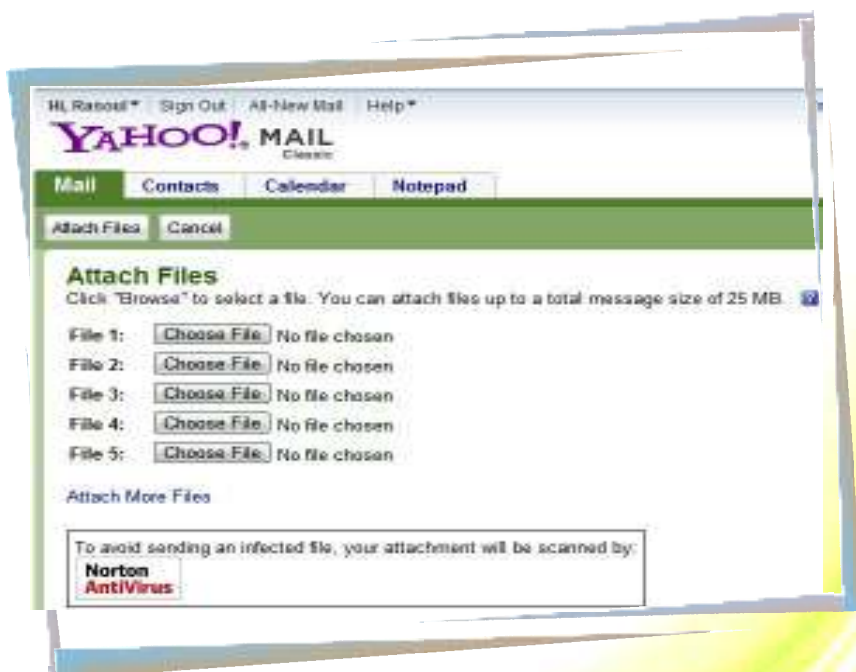 Hi, Rasoul Sign Out All-New Mail Help
YAHOO! MAIL
Classic
Mail Contacts Calendar Notepad
Attach Files Cancel
Attach Files
Click "Browse" to select a file. You can attach files up to a total message size of 25 MB.
File 1: Choose File No file chosen
File 2: Choose File No file chosen
File 3: Choose File No file chosen
File 4: Choose File No file chosen
File 5: Choose File No file chosen
Attach More Files
To avoid sending an infected file, your attachment will be scanned by:
Norton
AntiVirus